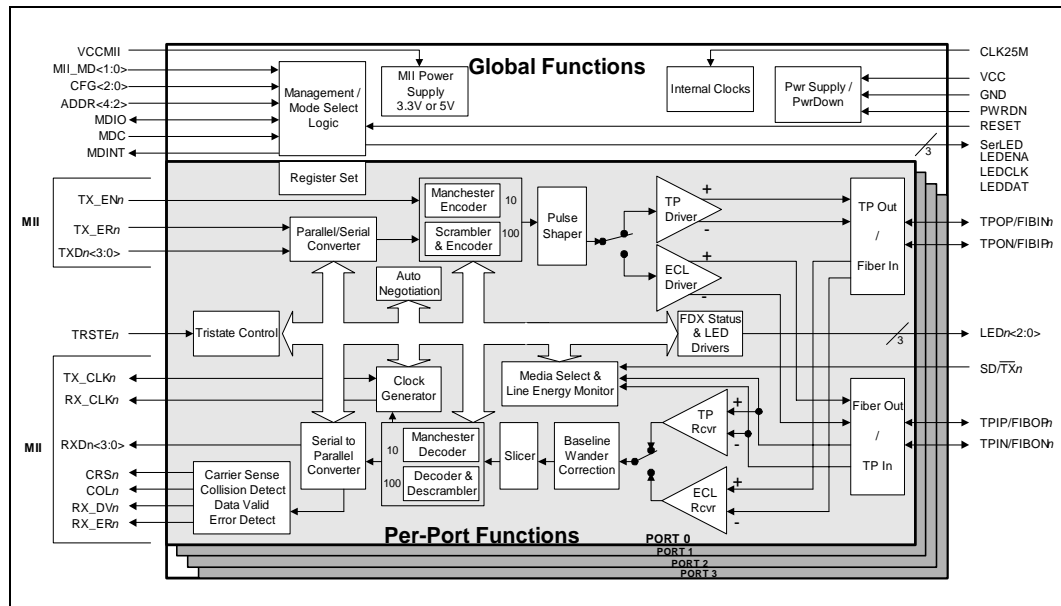 VCCMII
MII_MD<1:0>
CFG<2:0>
ADDR<4:2>
MDIO
MDC
MDINT
Global Functions
Management /
Mode Select
Logic
MII Power
Supply
3.3V or 5V
Internal Clocks
Pwr Supply /
PwrDown
CLK25M
VCC
GND
PWRDN
RESET
SerLED
LEDENA
LEDCLK
LEDDAT
3
Register Set
MII
TX_ENn
TX_ERn
TXDn<3:0>
Parallel/Serial
Converter
Manchester
Encoder
10
Scrambler
& Encoder
100
Pulse
Shaper
TP
Driver
+
-
ECL
Driver
+
-
TP Out
/
Fiber In
TPOP/FIBINn
TPON/FIBIPn
Auto
Negotiation
TRSTEn
Tristate Control
FDX Status
& LED
Drivers
3
LEDn<2:0>
SD/TXn
MII
TX_CLKn
RX_CLKn
RXDn<3:0>
CRSn
COLn
RX_DVn
RX_ERn
Clock
Generator
Media Select &
Line Energy Monitor
Serial to
Parallel
Converter
10
Manchester
Decoder
100
Decoder &
Descrambler
Slicer
Baseline
Wander
Correction
TP
Rcvr
+
-
ECL
Rcvr
+
-
Fiber Out
/
TP In
TPIP/FIBOPn
TPIN/FIBONn
Carrier Sense
Collision Detect
Data Valid
Error Detect
Per-Port Functions
PORT 0
PORT 1
PORT 2
PORT 3